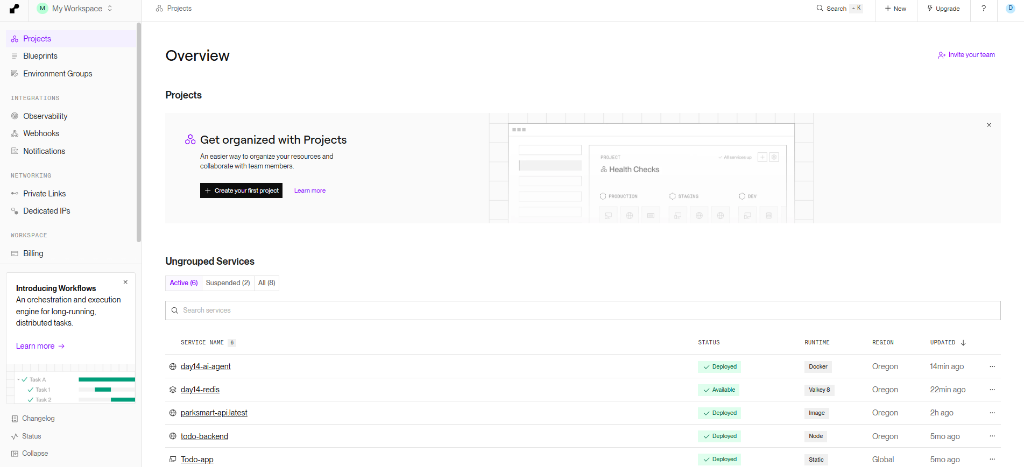 M My Workspace
Projects
Search
+ New
Upgrade
?
D
Projects
Blueprints
Environment Groups
INTEGRATIONS
Observability
Webhooks
Notifications
NETWORKING
Private Links
Dedicated IPs
WORKSPACE
Billing
Introducing Workflows
An orchestration and execution
engine for long-running,
distributed tasks.
Learn more →
Task A
Task 1
Task 2
Changelog
Status
Collapse
Overview
Invite your team
Projects
Get organized with Projects
An easier way to organize your resources and
collaborate with team members.
+ Create your first project
Learn more
PROJECT
Health Checks
PRODUCTION
STAGING
DEV
Ungrouped Services
Active (6) Suspended (2) All (8)
Search services
SERVICE NAME STATUS RUNTIME REGION UPDATED ↓
day14-ai-agent Deployed Docker Oregon 14min ago
day14-redis Available Valkey 8 Oregon 22min ago
parksmart-api:latest Deployed Image Oregon 2h ago
todo-backend Deployed Node Oregon 5mo ago
Todo-app Deployed Static Global 5mo ago